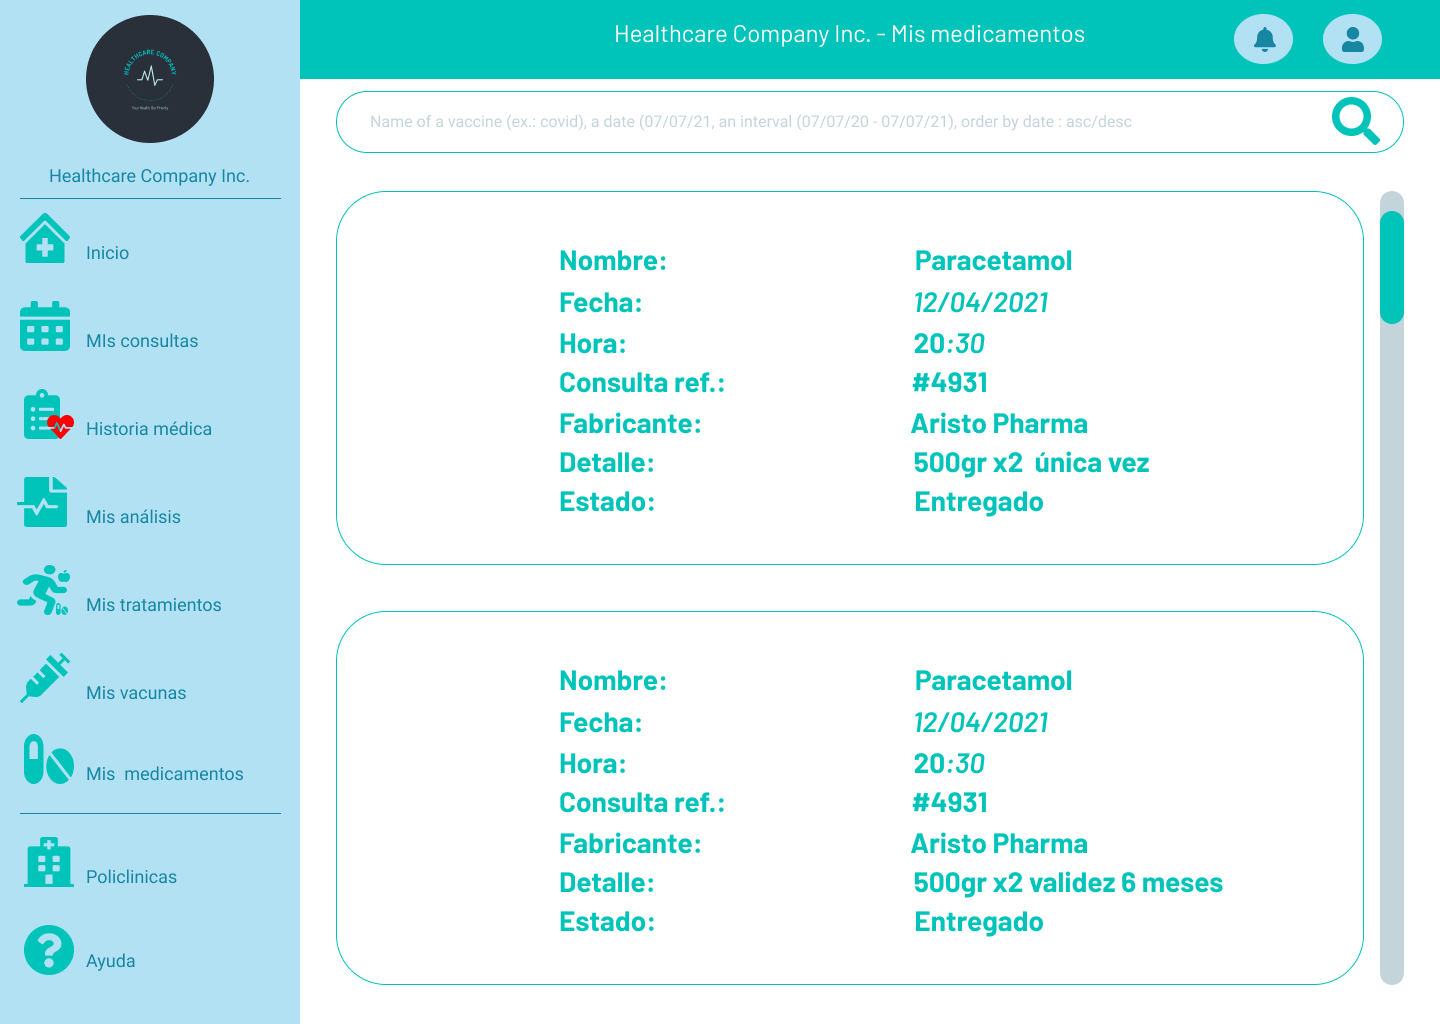 HEALTHCARE COMPANY
Your Health Our Priority
Healthcare Company Inc.
Inicio
MIs consultas
Historia médica
Mis análisis
Mis tratamientos
Mis vacunas
Mis  medicamentos
Policlinicas
Ayuda
Healthcare Company Inc. - Mis medicamentos
Name of a vaccine (ex.: covid), a date (07/07/21, an interval (07/07/20 - 07/07/21), order by date : asc/desc
Nombre: Paracetamol
Fecha: 12/04/2021
Hora: 20:30
Consulta ref.: #4931
Fabricante: Aristo Pharma
Detalle: 500gr x2  única vez
Estado: Entregado
Nombre: Paracetamol
Fecha: 12/04/2021
Hora: 20:30
Consulta ref.: #4931
Fabricante: Aristo Pharma
Detalle: 500gr x2 validez 6 meses
Estado: Entregado